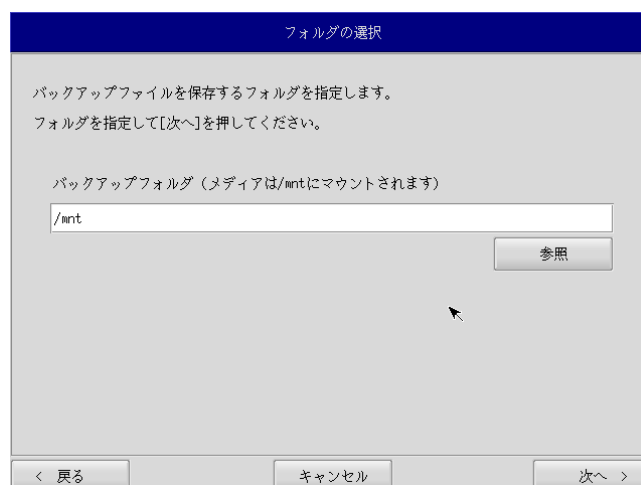 フォルダの選択
バックアップファイルを保存するフォルダを指定します。
フォルダを指定して[次へ]を押してください。
バックアップフォルダ（メディアは/mntにマウントされます）
/mnt
参照
< 戻る
キャンセル
次へ >